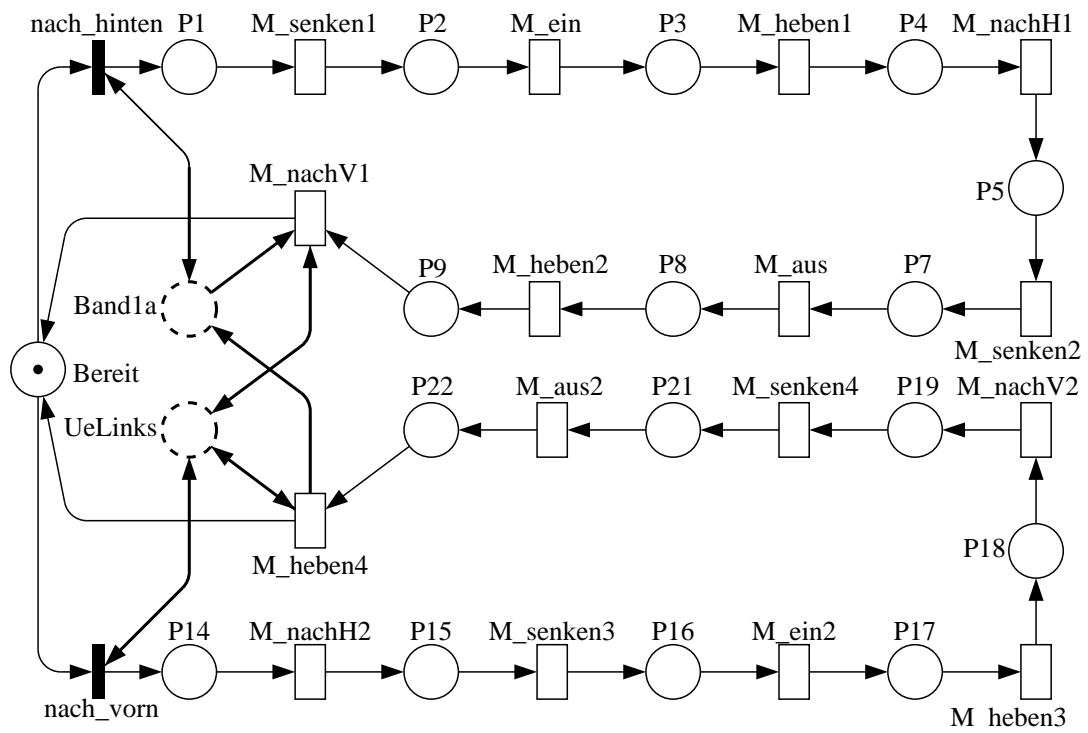 nach_hinten P1 M_senken1 P2 M_ein P3 M_heben1 P4 M_nachH1
M_nachV1
P5
P9 M_heben2 P8 M_aus P7
Band1a
M_senken2
Bereit
P22 M_aus2 P21 M_senken4 P19 M_nachV2
UeLinks
P18
M_heben4
P14 M_nachH2 P15 M_senken3 P16 M_ein2 P17
nach_vorn
M_heben3